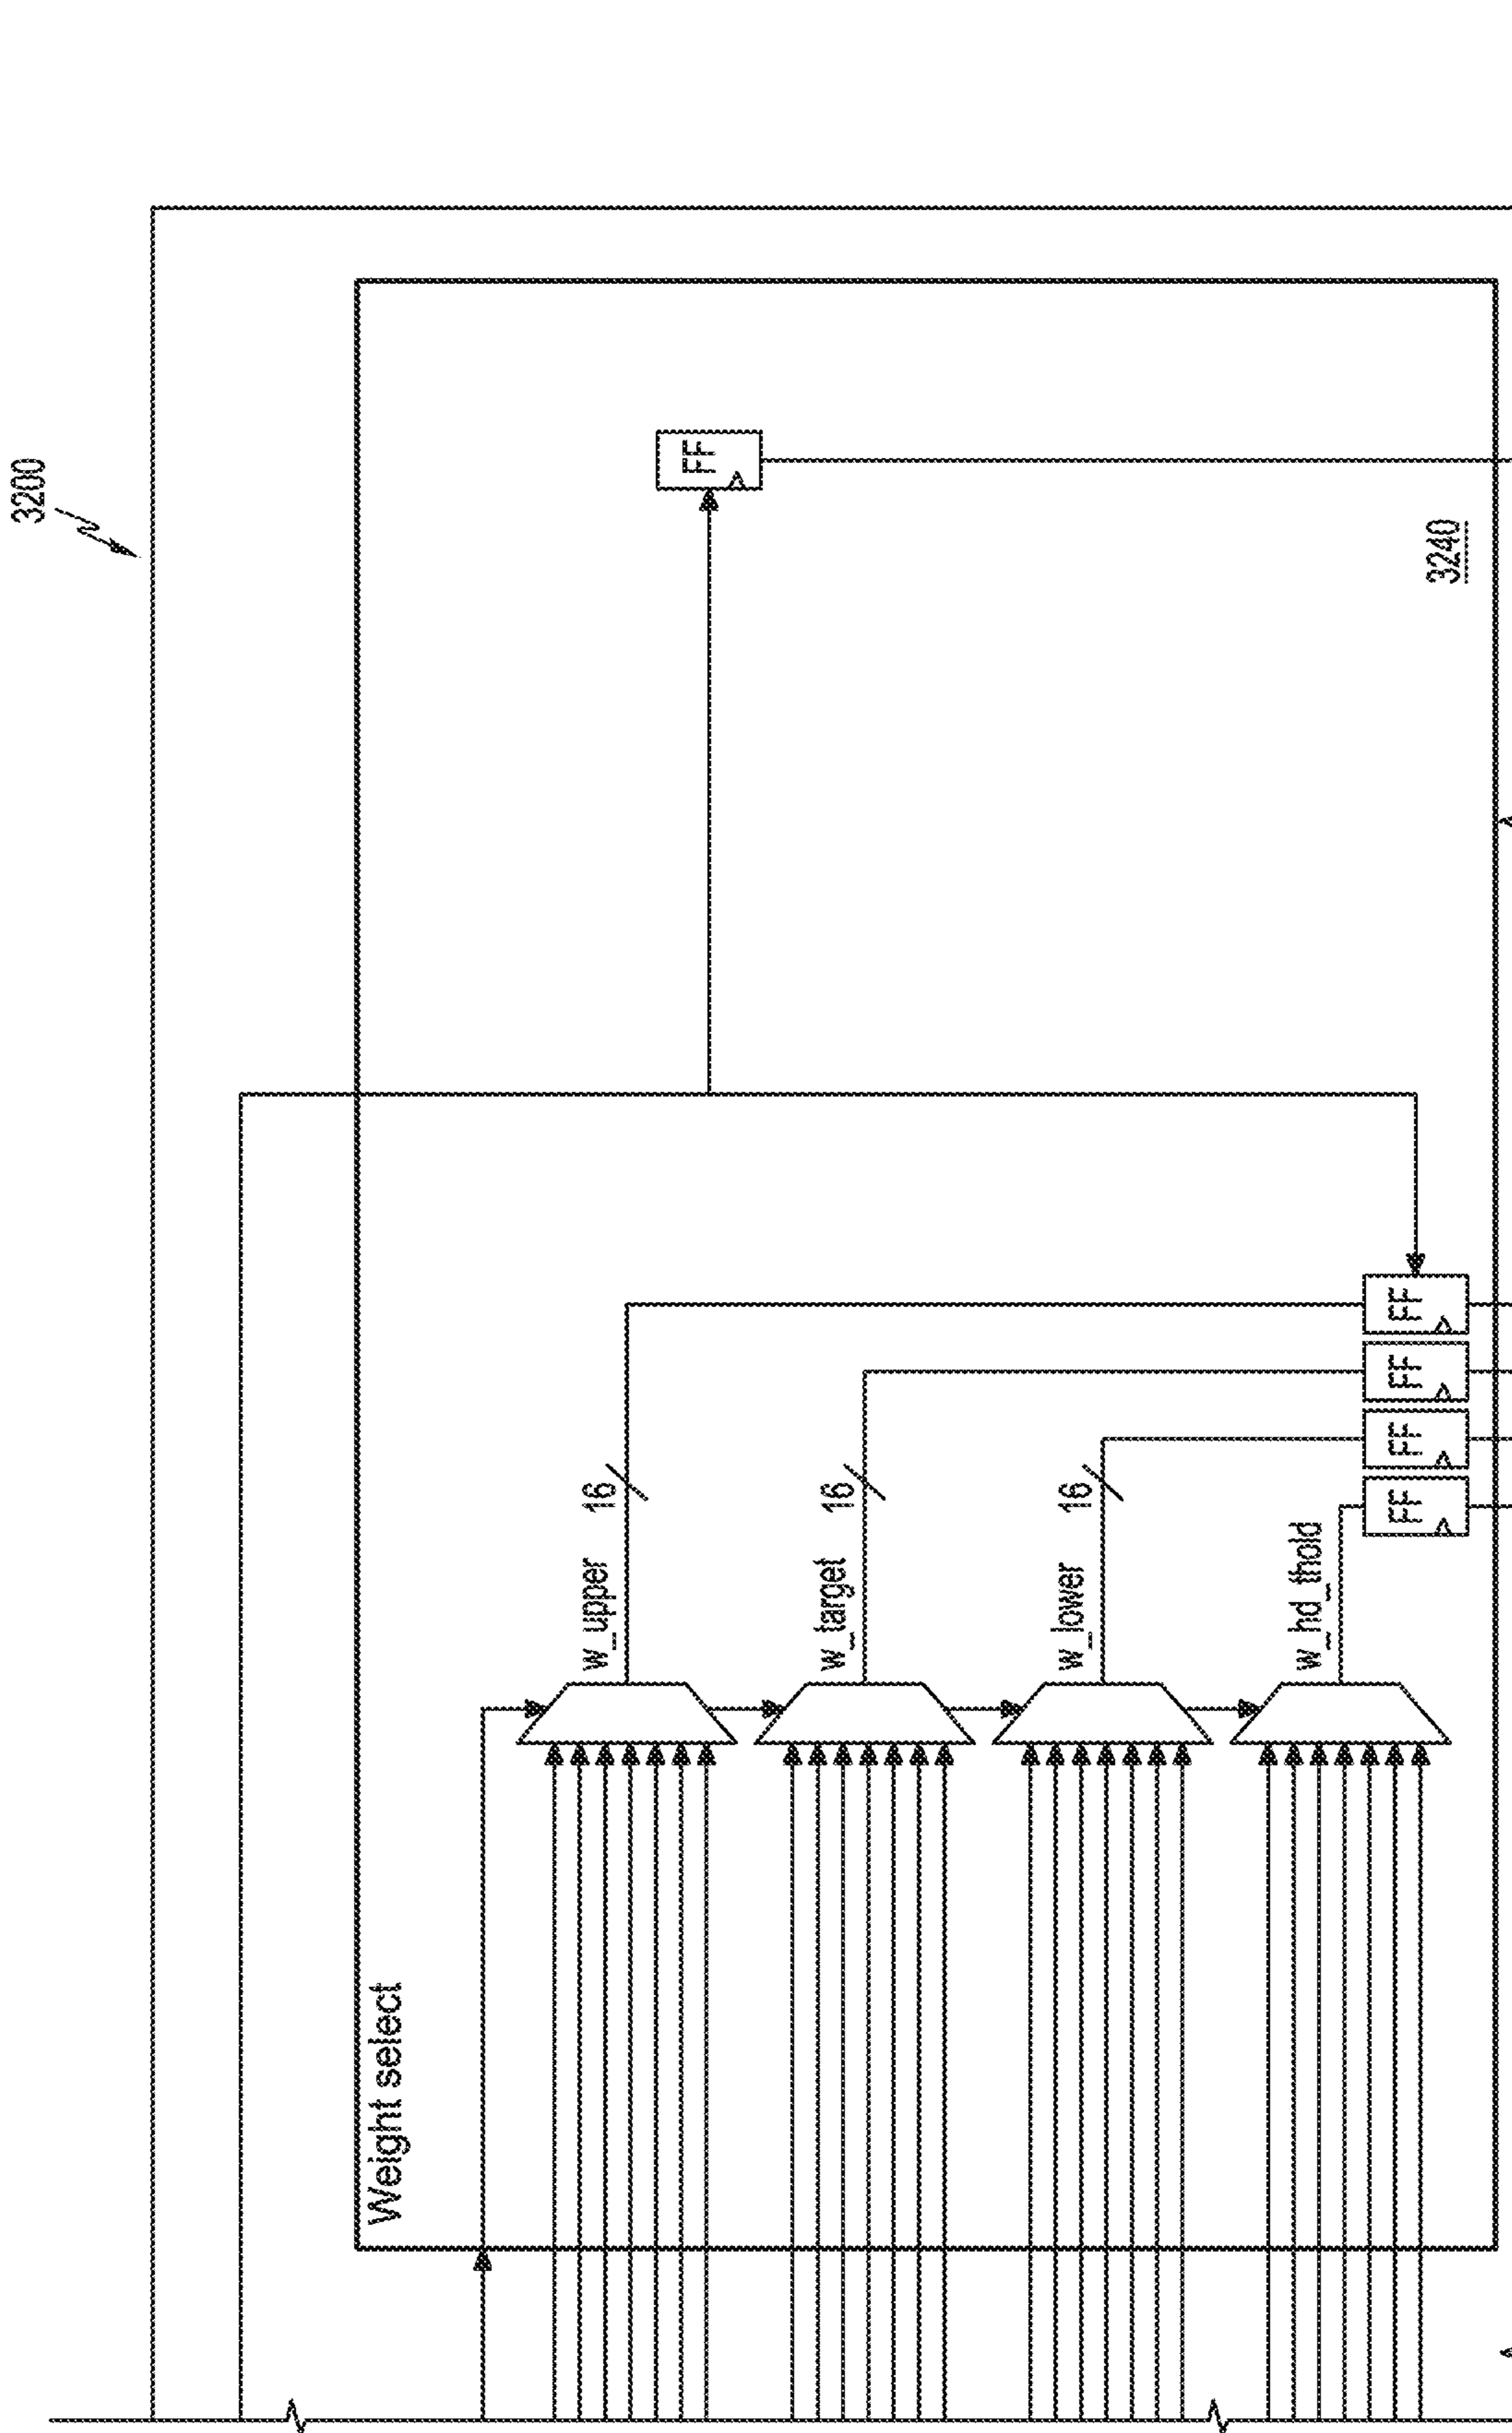 3200
Weight select
w_upper 16
w_target 16
w_lower 16
w_hd_thold
FF
FF
FF
FF
FF
3240